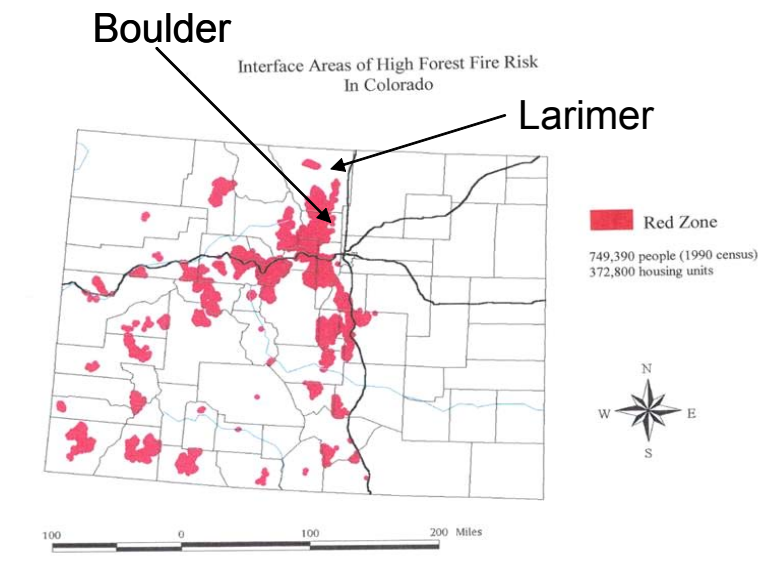 Boulder
Interface Areas of High Forest Fire Risk
In Colorado
Larimer
Red Zone
749,390 people (1990 census)
372,800 housing units
N
W
E
S
100 0 100 200 Miles